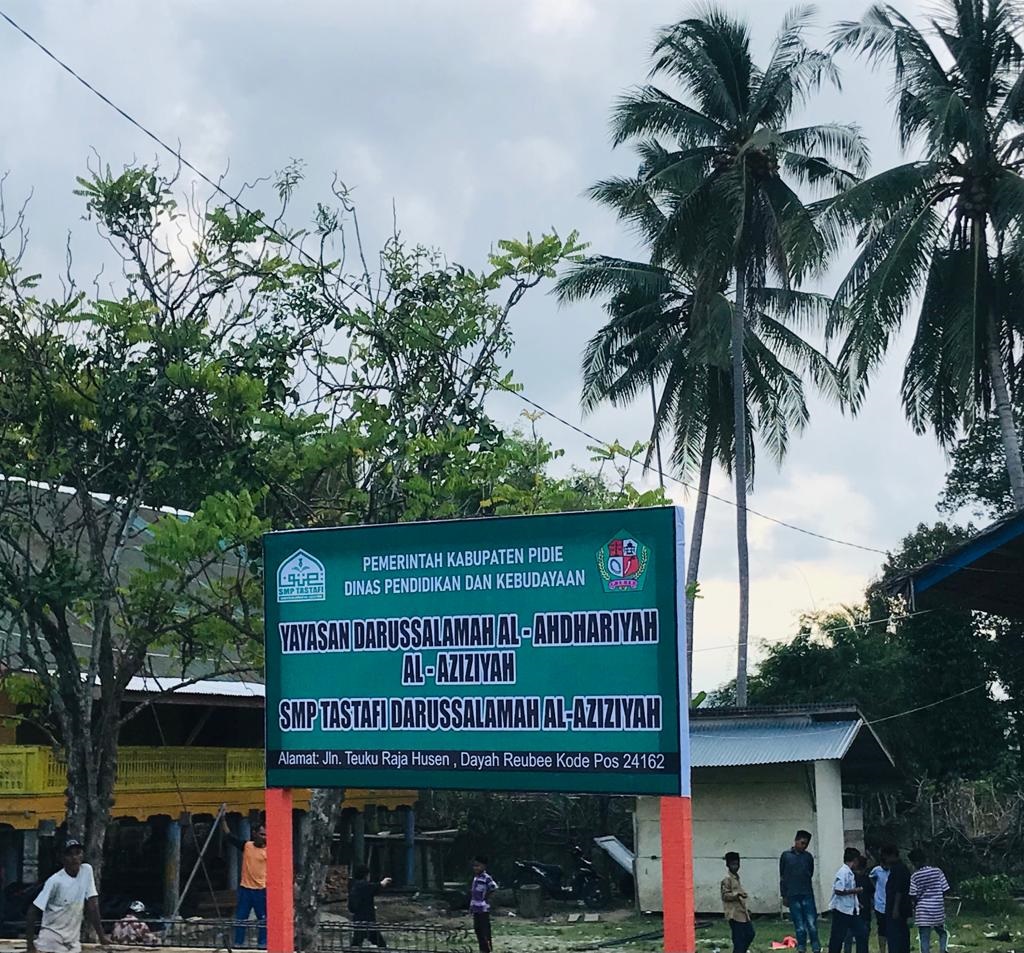 PEMERINTAH KABUPATEN PIDIE
DINAS PENDIDIKAN DAN KEBUDAYAAN
SMP TASTAFI
YAYASAN DARUSSALAMAH AL - AHDHARIYAH
AL - AZIZIYAH
SMP TASTAFI DARUSSALAMAH AL-AZIZIYAH
Alamat: Jln. Teuku Raja Husen , Dayah Reubee Kode Pos 24162